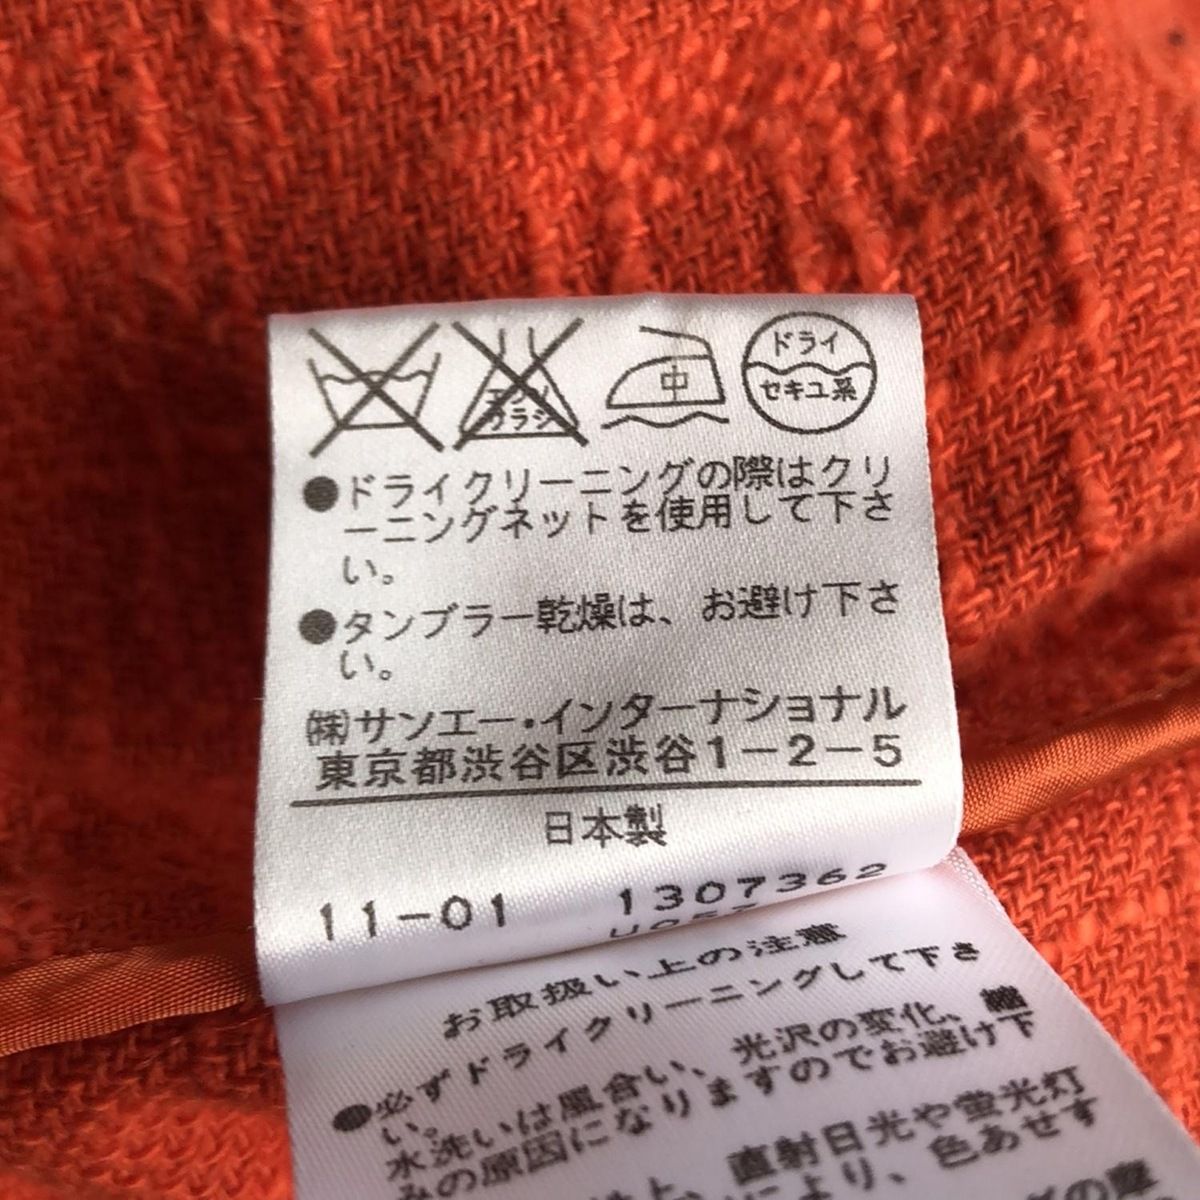 中
ドライ
セキユ系
エンソ
サラシ
●ドライクリーニングの際はクリ
ーニングネットを使用して下さ
い。
●タンブラー乾燥は、お避け下さ
い。
㈱サンエー・インターナショナル
東京都渋谷区渋谷1-2-5
日本製
11-01 1307362
お取扱い上の注意
●必ずドライクリーニングして下さ
い。
水洗いは風合い、光沢の変化、縮
みの原因になりますのでお避け下
直射日光や蛍光灯
により、色あせす